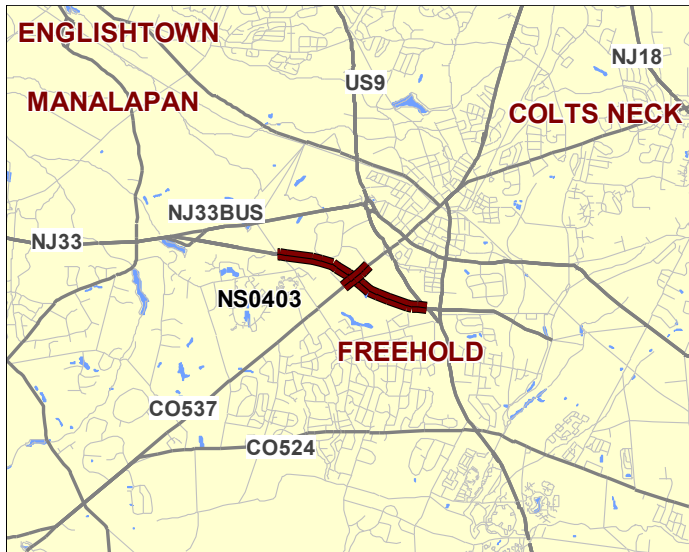 ENGLISHTOWN
NJ18
US9
MANALAPAN
COLTS NECK
NJ33BUS
NJ33
NS0403
FREEHOLD
CO537
CO524